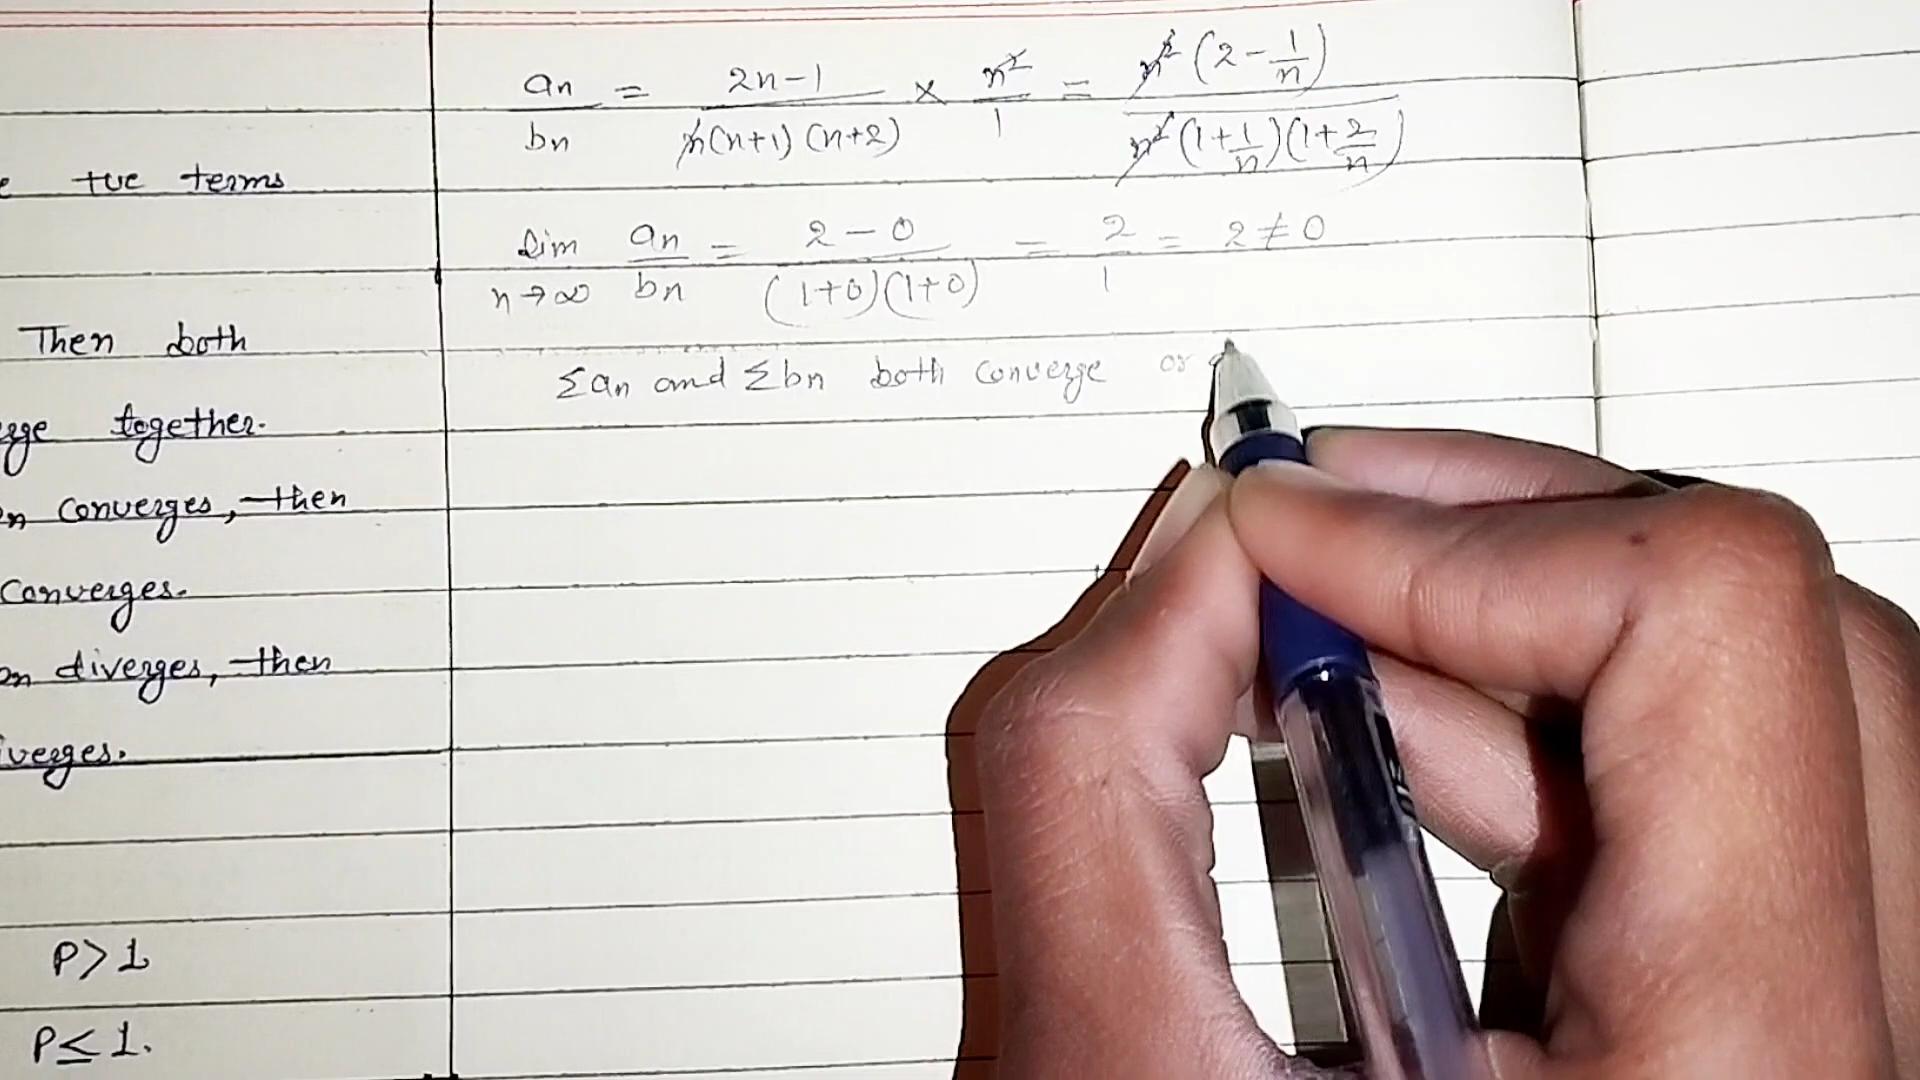 e tve terms
Then both
rge together.
n converges, then
converges.
n diverges, then
iverges.
P>1
P≤1.
an/bn = 2n-1/n(n+1)(n+2) × n²/1 = n²(2-1/n)/n²(1+1/n)(1+2/n)
lim n→∞ an/bn = 2-0/(1+0)(1+0) = 2/1 = 2≠0
Σan and Σbn both converge or